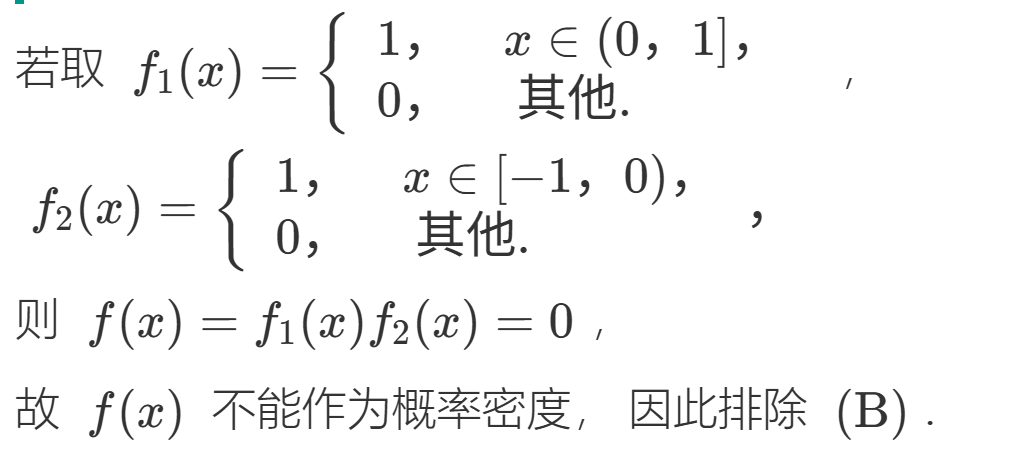 若取 f₁(x) = { 1， x ∈ (0，1]，
0， 其他. ，
f₂(x) = { 1， x ∈ [−1，0)，
0， 其他. ，
则 f(x) = f₁(x)f₂(x) = 0 ，
故 f(x) 不能作为概率密度，因此排除 (B) .